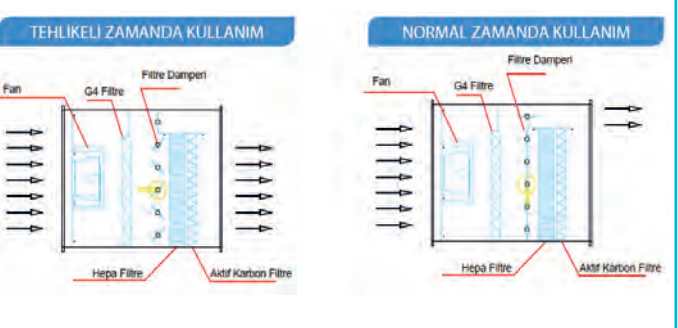 TEHLİKELİ ZAMANDA KULLANIM
Fan
G4 Filtre
Filtre Damperi
Hepa Filtre
Aktif Karbon Filtre
NORMAL ZAMANDA KULLANIM
Fan
G4 Filtre
Filtre Damperi
Hepa Filtre
Aktif Karbon Filtre